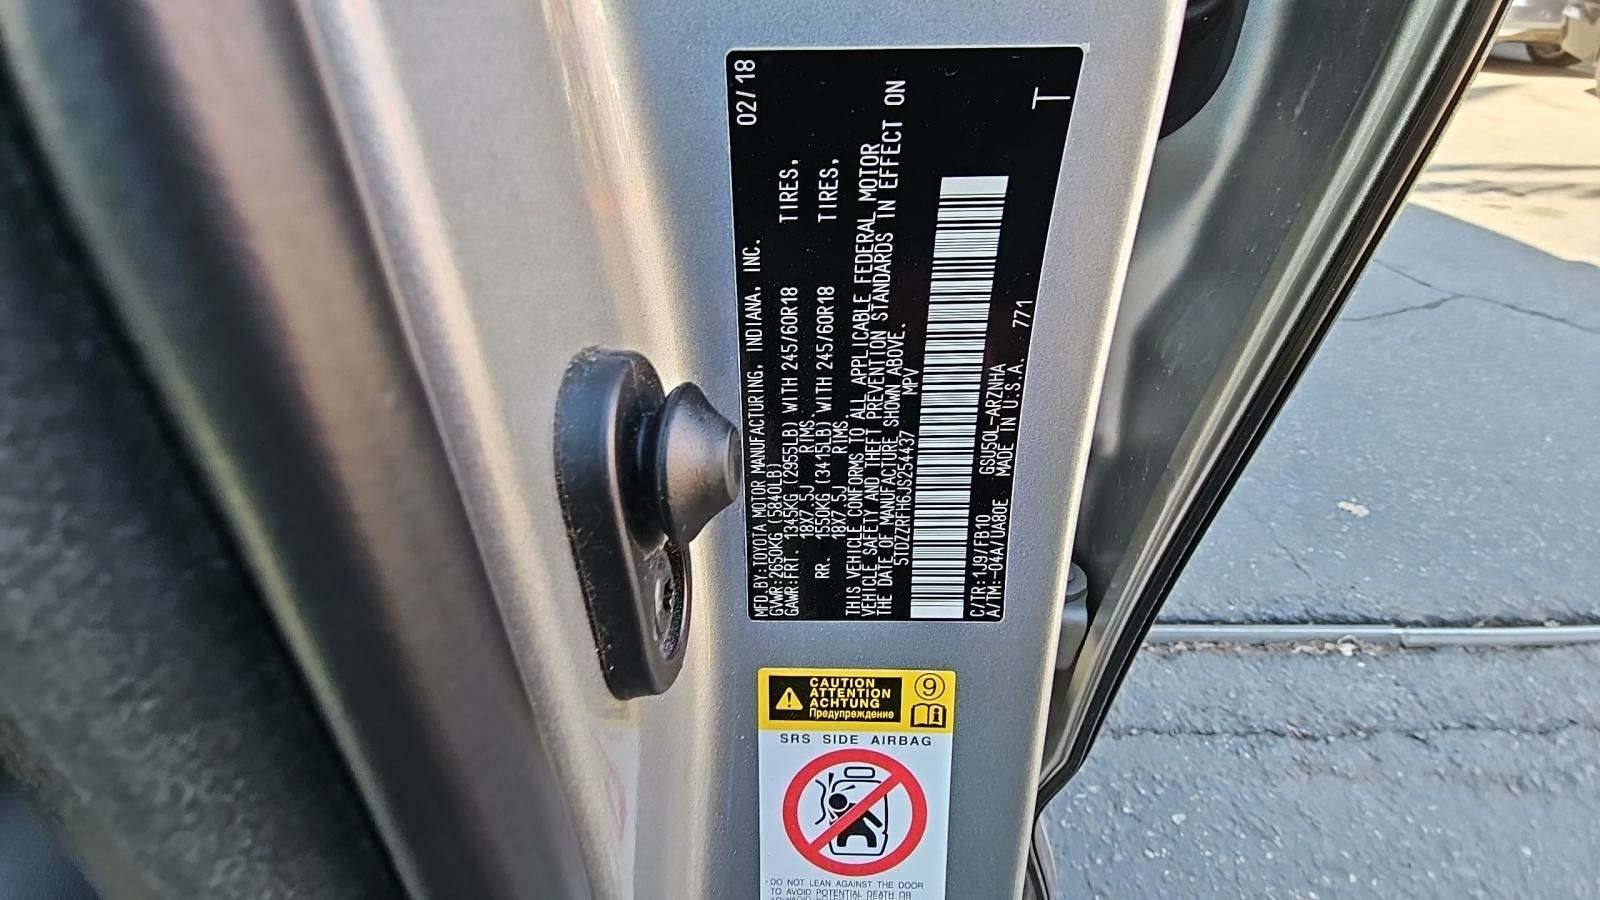 MFD.BY:TOYOTA MOTOR MANUFACTURING, INDIANA, INC. 02/18
GVWR:2650KG (5840LB)
GAWR:FRT. 1345KG (2955LB) WITH 245/60R18 TIRES,
18X7.5J RIMS.
RR. 1550KG (3415LB) WITH 245/60R18 TIRES,
18X7.5J RIMS.
THIS VEHICLE CONFORMS TO ALL APPLICABLE FEDERAL MOTOR
VEHICLE SAFETY AND THEFT PREVENTION STANDARDS IN EFFECT ON
THE DATE OF MANUFACTURE SHOWN ABOVE.
5TDZZRFH6JS254437 MPV
C/TR:1J9/FB10 GSU50L-ARZNHA
A/TM:-04A/UA80E MADE IN U.S.A. 771
T
CAUTION
ATTENTION
ACHTUNG
Предупреждение
9
i
SRS SIDE AIRBAG
·DO NOT LEAN AGAINST THE DOOR
TO AVOID POTENTIAL DEATH OR